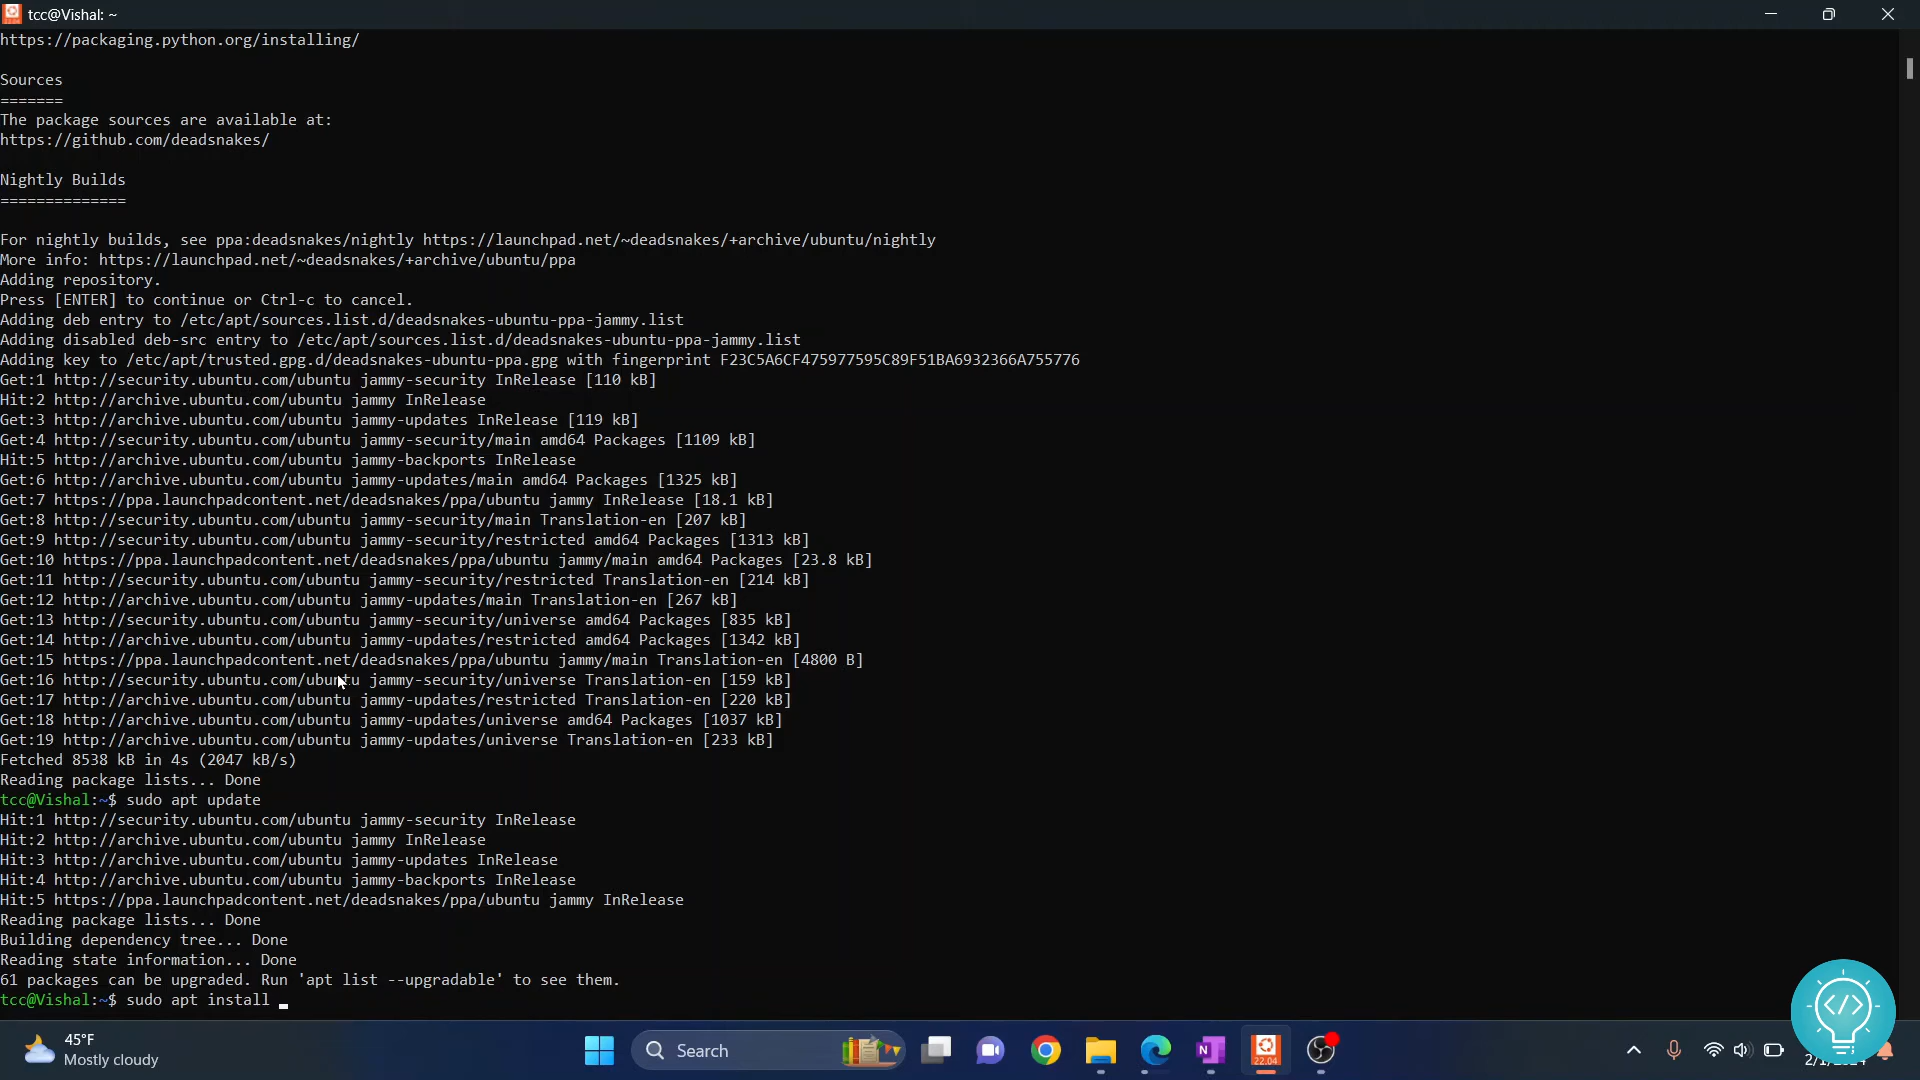 tcc@Vishal: ~
https://packaging.python.org/installing/
Sources
=======
The package sources are available at:
https://github.com/deadsnakes/
Nightly Builds
==============
For nightly builds, see ppa:deadsnakes/nightly https://launchpad.net/~deadsnakes/+archive/ubuntu/nightly
More info: https://launchpad.net/~deadsnakes/+archive/ubuntu/ppa
Adding repository.
Press [ENTER] to continue or Ctrl-c to cancel.
Adding deb entry to /etc/apt/sources.list.d/deadsnakes-ubuntu-ppa-jammy.list
Adding disabled deb-src entry to /etc/apt/sources.list.d/deadsnakes-ubuntu-ppa-jammy.list
Adding key to /etc/apt/trusted.gpg.d/deadsnakes-ubuntu-ppa.gpg with fingerprint F23C5A6CF475977595C89F51BA6932366A755776
Get:1 http://security.ubuntu.com/ubuntu jammy-security InRelease [110 kB]
Hit:2 http://archive.ubuntu.com/ubuntu jammy InRelease
Get:3 http://archive.ubuntu.com/ubuntu jammy-updates InRelease [119 kB]
Get:4 http://security.ubuntu.com/ubuntu jammy-security/main amd64 Packages [1109 kB]
Hit:5 http://archive.ubuntu.com/ubuntu jammy-backports InRelease
Get:6 http://archive.ubuntu.com/ubuntu jammy-updates/main amd64 Packages [1325 kB]
Get:7 https://ppa.launchpadcontent.net/deadsnakes/ppa/ubuntu jammy InRelease [18.1 kB]
Get:8 http://security.ubuntu.com/ubuntu jammy-security/main Translation-en [207 kB]
Get:9 http://security.ubuntu.com/ubuntu jammy-security/restricted amd64 Packages [1313 kB]
Get:10 https://ppa.launchpadcontent.net/deadsnakes/ppa/ubuntu jammy/main amd64 Packages [23.8 kB]
Get:11 http://security.ubuntu.com/ubuntu jammy-security/restricted Translation-en [214 kB]
Get:12 http://archive.ubuntu.com/ubuntu jammy-updates/main Translation-en [267 kB]
Get:13 http://security.ubuntu.com/ubuntu jammy-security/universe amd64 Packages [835 kB]
Get:14 http://archive.ubuntu.com/ubuntu jammy-updates/restricted amd64 Packages [1342 kB]
Get:15 https://ppa.launchpadcontent.net/deadsnakes/ppa/ubuntu jammy/main Translation-en [4800 B]
Get:16 http://security.ubuntu.com/ubuntu jammy-security/universe Translation-en [159 kB]
Get:17 http://archive.ubuntu.com/ubuntu jammy-updates/restricted Translation-en [220 kB]
Get:18 http://archive.ubuntu.com/ubuntu jammy-updates/universe amd64 Packages [1037 kB]
Get:19 http://archive.ubuntu.com/ubuntu jammy-updates/universe Translation-en [233 kB]
Fetched 8538 kB in 4s (2047 kB/s)
Reading package lists... Done
tcc@Vishal:~$ sudo apt update
Hit:1 http://security.ubuntu.com/ubuntu jammy-security InRelease
Hit:2 http://archive.ubuntu.com/ubuntu jammy InRelease
Hit:3 http://archive.ubuntu.com/ubuntu jammy-updates InRelease
Hit:4 http://archive.ubuntu.com/ubuntu jammy-backports InRelease
Hit:5 https://ppa.launchpadcontent.net/deadsnakes/ppa/ubuntu jammy InRelease
Reading package lists... Done
Building dependency tree... Done
Reading state information... Done
61 packages can be upgraded. Run 'apt list --upgradable' to see them.
tcc@Vishal:~$ sudo apt install
45°F
Mostly cloudy
Search
22.04